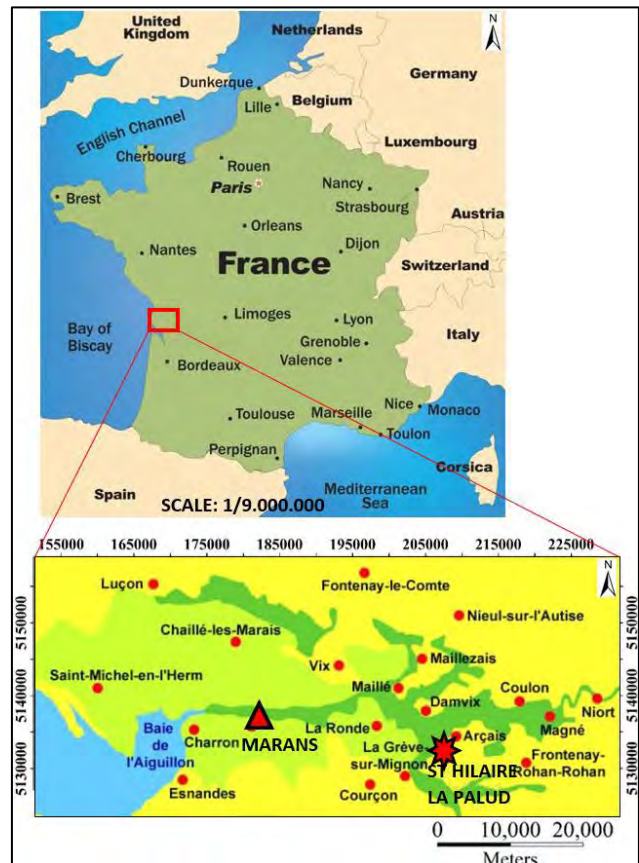 United
Kingdom
Netherlands
N
Dunkerque
Belgium
Germany
Lille
English Channel
Cherbourg
Luxembourg
Rouen
Paris
Nancy
Brest
Strasbourg
Austria
Orleans
Nantes
Dijon
France
Switzerland
Bay of
Biscay
Limoges
Lyon
Italy
Grenoble
Valence
Bordeaux
Toulouse
Marseille
Nice
Monaco
Toulon
Perpignan
Corsica
Spain
SCALE: 1/9.000.000
Mediterranean
Sea
155000 165000 175000 185000 195000 205000 215000 225000
N
Luçon
Fontenay-le-Comte
5150000
5150000
Nieul-sur-l'Autise
Chaillé-les-Marais
Vix
Maillezais
Saint-Michel-en-l'Herm
Maillé
Coulon
5140000
5140000
Damvix
Niort
Baie
de
l'Aiguillon
Charron
MARANS
La Ronde
Arçais
Magné
La Grève
-sur-Mignon
ST HILAIRE
LA PALUD
Frontenay-
Rohan-Rohan
5130000
5130000
Esnandes
Courçon
0 10,000 20,000
Meters